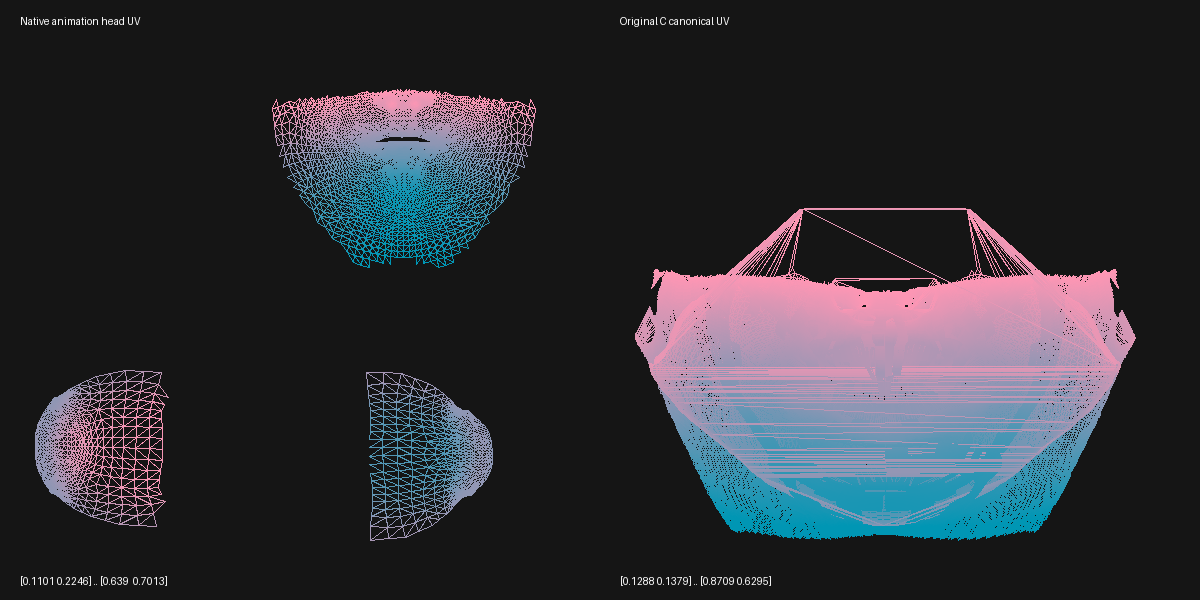 Native animation head UV
Original C canonical UV
[0.1101 0.2246] .. [0.639 0.7013]
[0.1288 0.1379] .. [0.8709 0.6295]